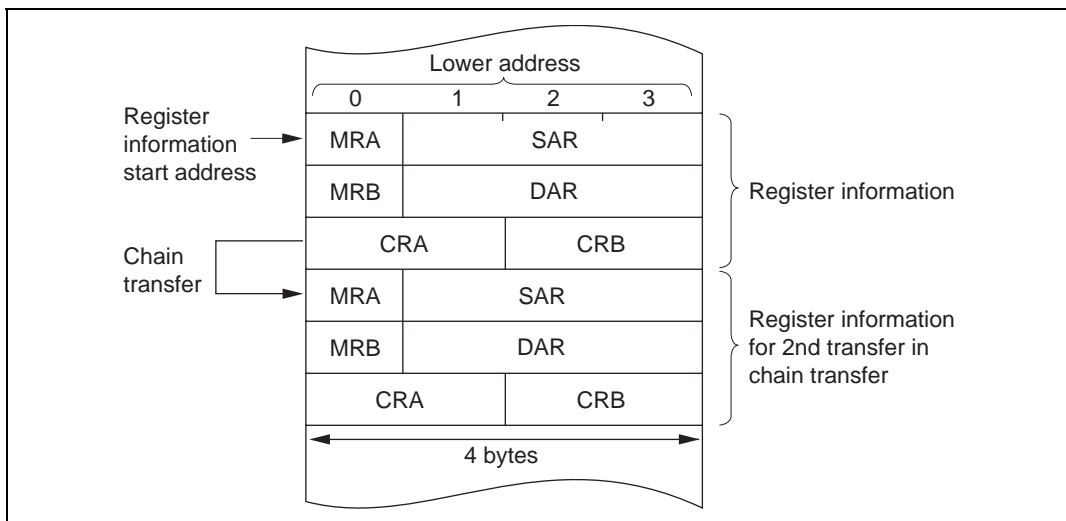 Lower address
0 1 2 3
Register
information
start address
MRA SAR
MRB DAR
Register information
CRA CRB
Chain
transfer
MRA SAR
MRB DAR
Register information
for 2nd transfer in
chain transfer
CRA CRB
4 bytes